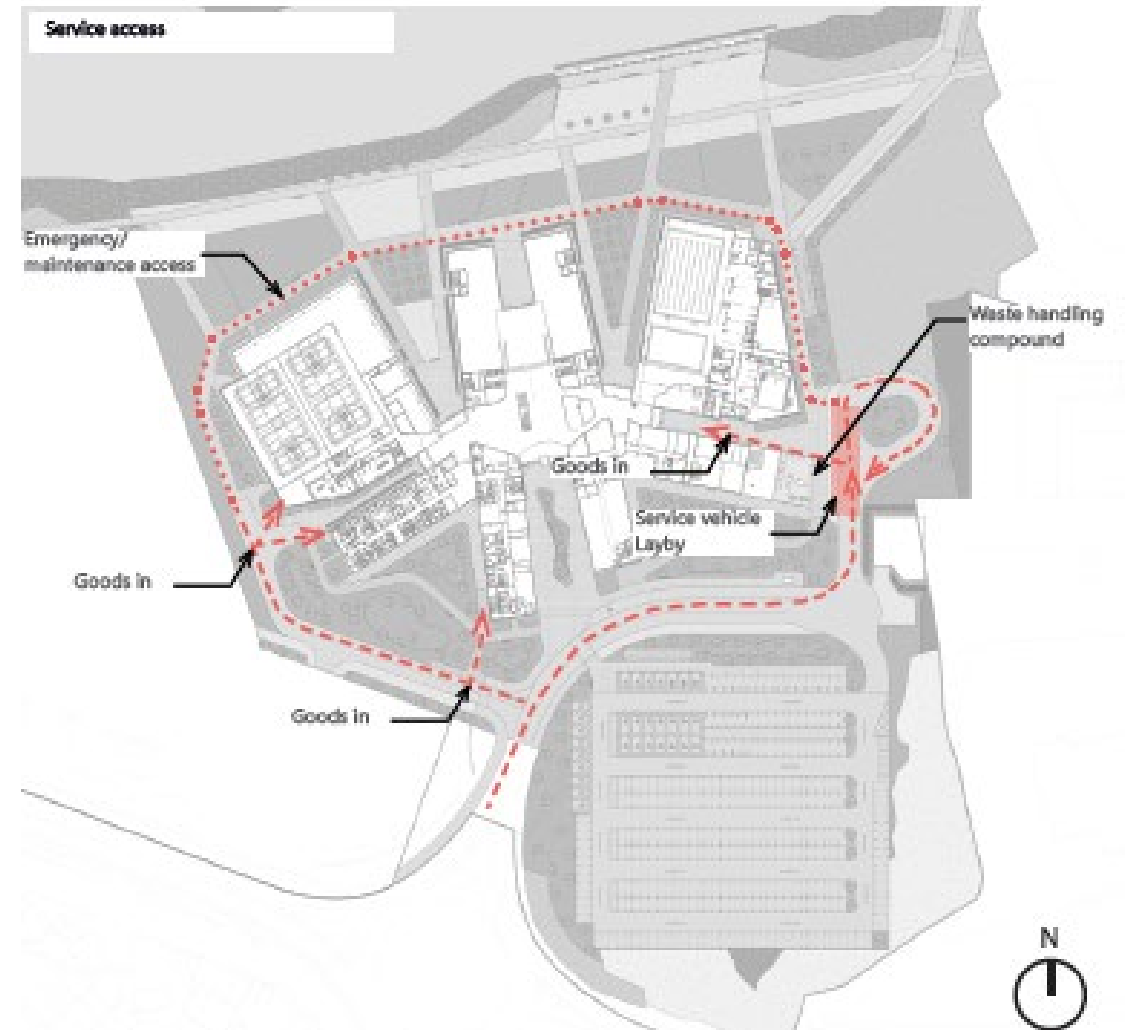 Service access
Emergency/
maintenance access
Waste handling
compound
Goods in
Service vehicle
Layby
Goods in
Goods in
N